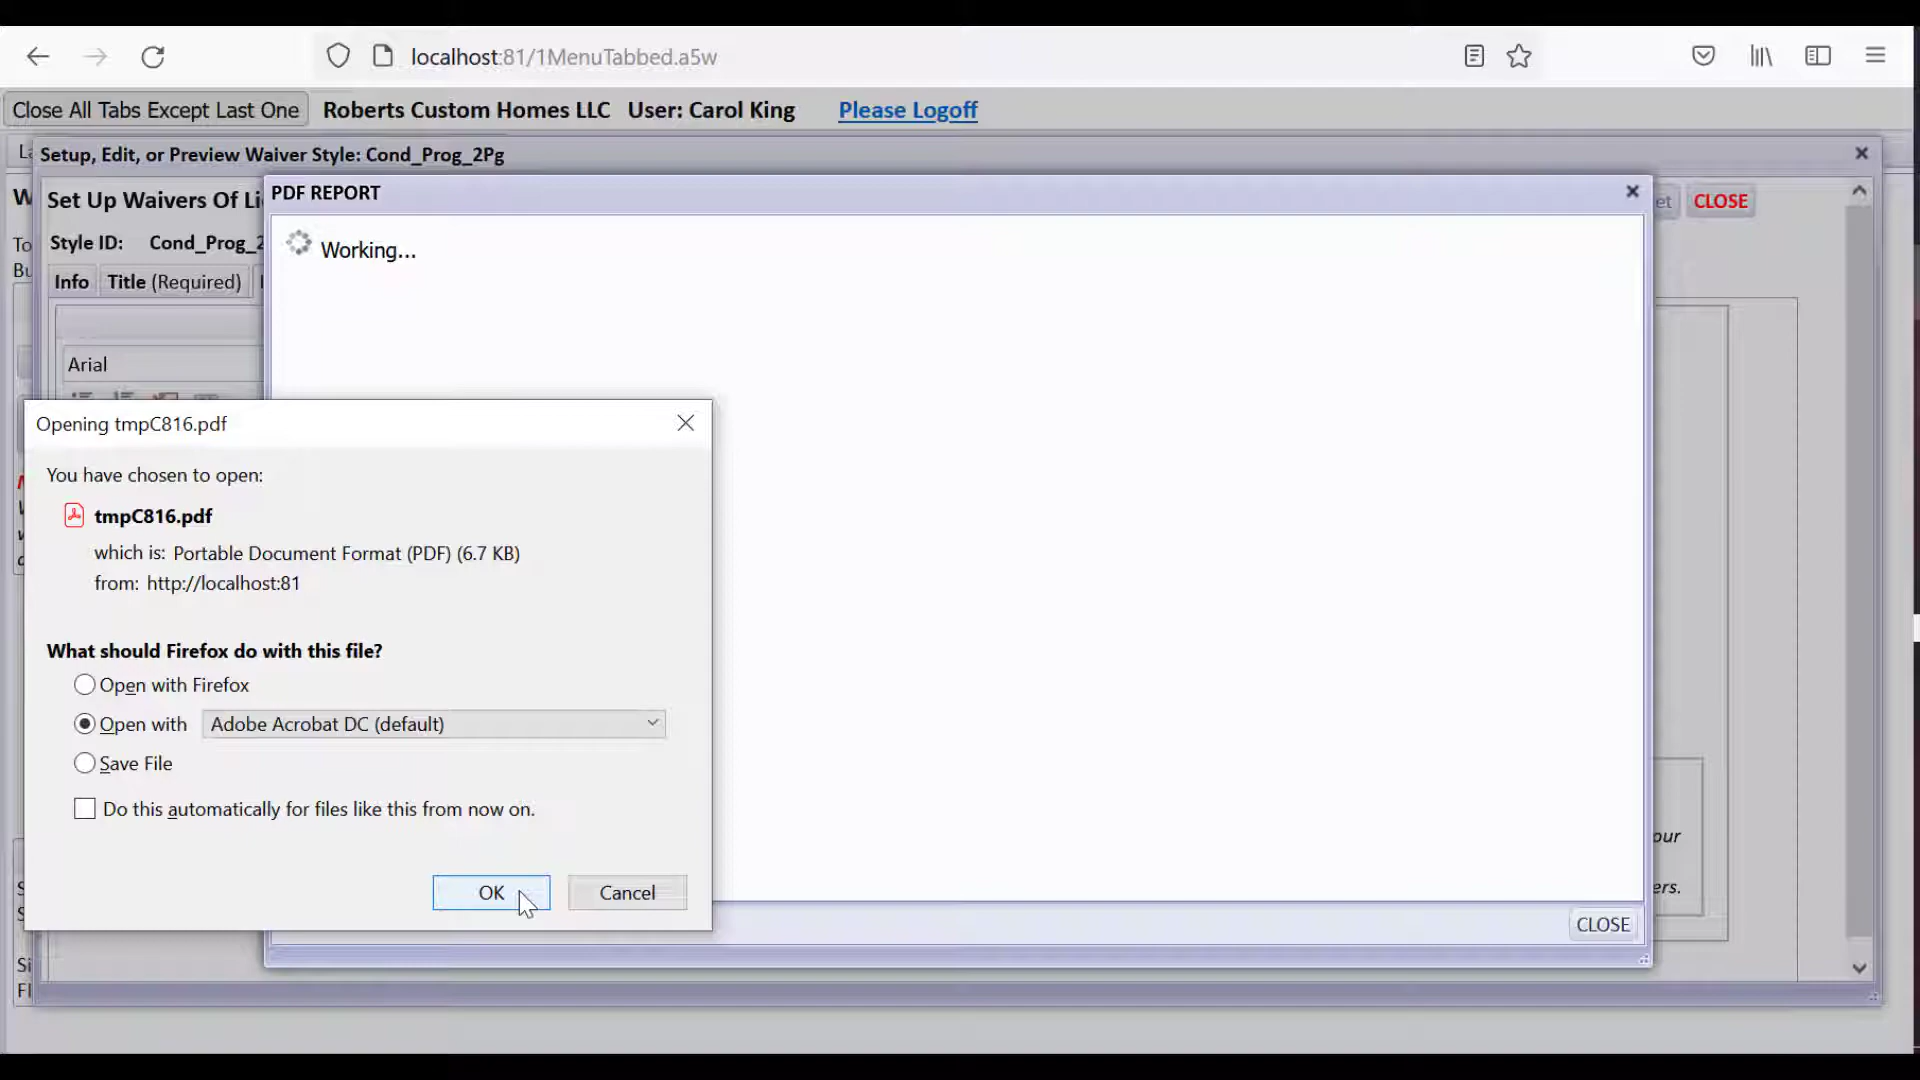 localhost:81/1MenuTabbed.a5w
Close All Tabs Except Last One Roberts Custom Homes LLC User: Carol King Please Logoff
Setup, Edit, or Preview Waiver Style: Cond_Prog_2Pg
Set Up Waivers Of Li
PDF REPORT
et CLOSE
Style ID: Cond_Prog_2
Working...
Info Title (Required)
Arial
Opening tmpC816.pdf
You have chosen to open:
tmpC816.pdf
which is: Portable Document Format (PDF) (6.7 KB)
from: http://localhost:81
What should Firefox do with this file?
Open with Firefox
Open with Adobe Acrobat DC (default)
Save File
Do this automatically for files like this from now on.
OK Cancel
our
ers.
CLOSE
Si
Fl